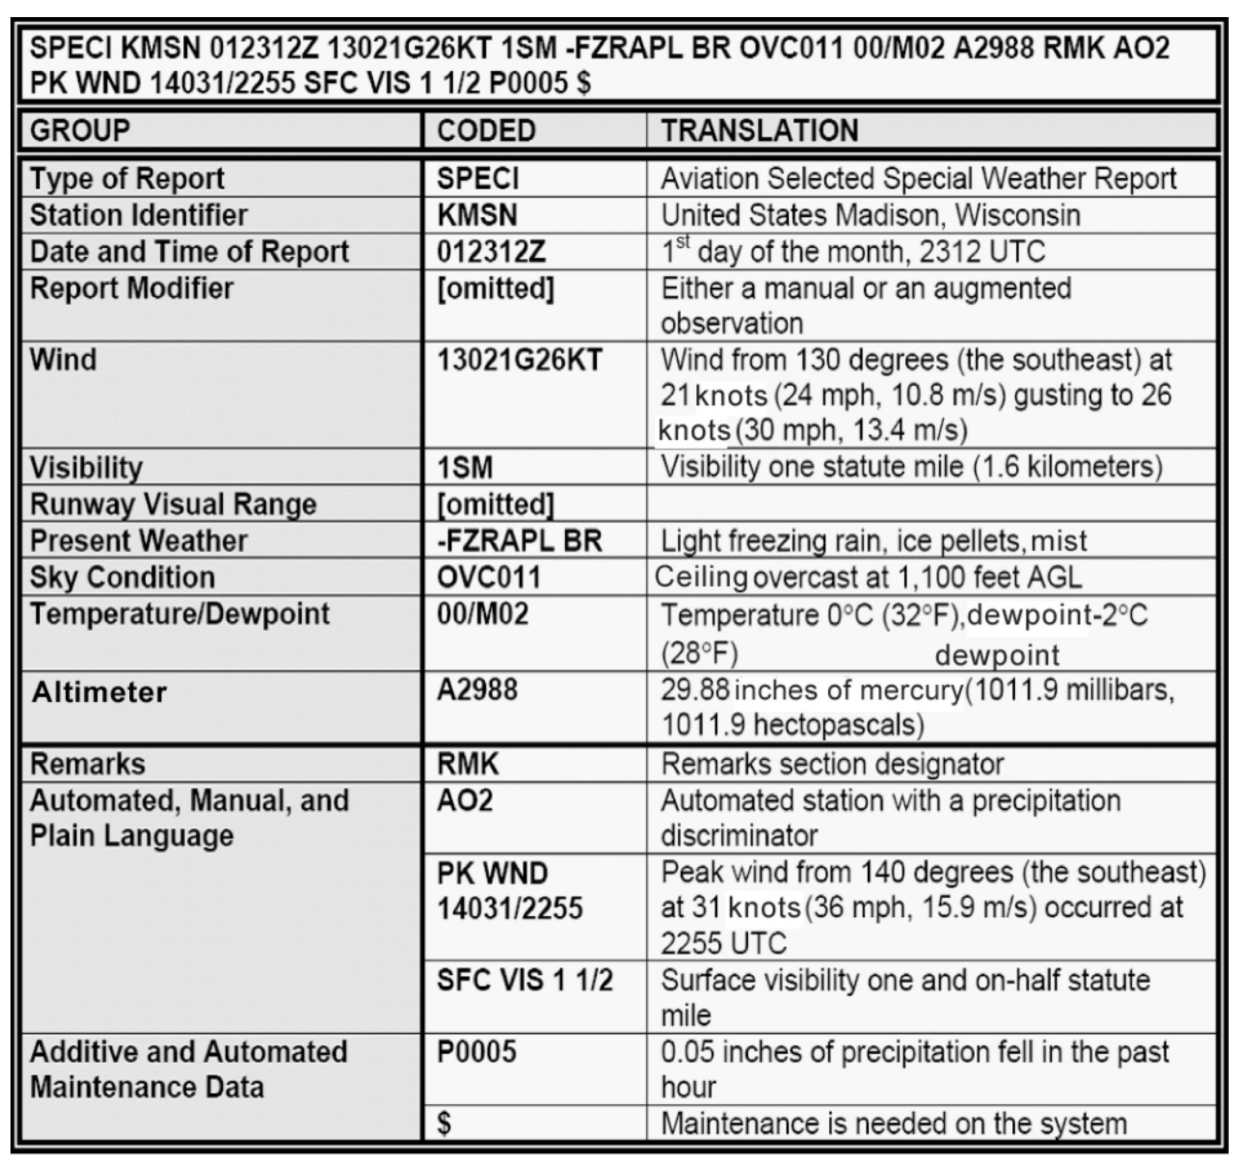 SPECI KMSN 012312Z 13021G26KT 1SM -FZRAPL BR OVC011 00/M02 A2988 RMK AO2
PK WND 14031/2255 SFC VIS 1 1/2 P0005 $
GROUP CODED TRANSLATION
Type of Report SPECI Aviation Selected Special Weather Report
Station Identifier KMSN United States Madison, Wisconsin
Date and Time of Report 012312Z 1st day of the month, 2312 UTC
Report Modifier [omitted] Either a manual or an augmented
observation
Wind 13021G26KT Wind from 130 degrees (the southeast) at
21 knots (24 mph, 10.8 m/s) gusting to 26
knots (30 mph, 13.4 m/s)
Visibility 1SM Visibility one statute mile (1.6 kilometers)
Runway Visual Range [omitted]
Present Weather -FZRAPL BR Light freezing rain, ice pellets, mist
Sky Condition OVC011 Ceiling overcast at 1,100 feet AGL
Temperature/Dewpoint 00/M02 Temperature 0°C (32°F), dewpoint-2°C
(28°F) dewpoint
Altimeter A2988 29.88 inches of mercury(1011.9 millibars,
1011.9 hectopascals)
Remarks RMK Remarks section designator
Automated, Manual, and AO2 Automated station with a precipitation
Plain Language discriminator
PK WND Peak wind from 140 degrees (the southeast)
14031/2255 at 31 knots (36 mph, 15.9 m/s) occurred at
2255 UTC
SFC VIS 1 1/2 Surface visibility one and on-half statute
mile
Additive and Automated P0005 0.05 inches of precipitation fell in the past
Maintenance Data hour
$ Maintenance is needed on the system